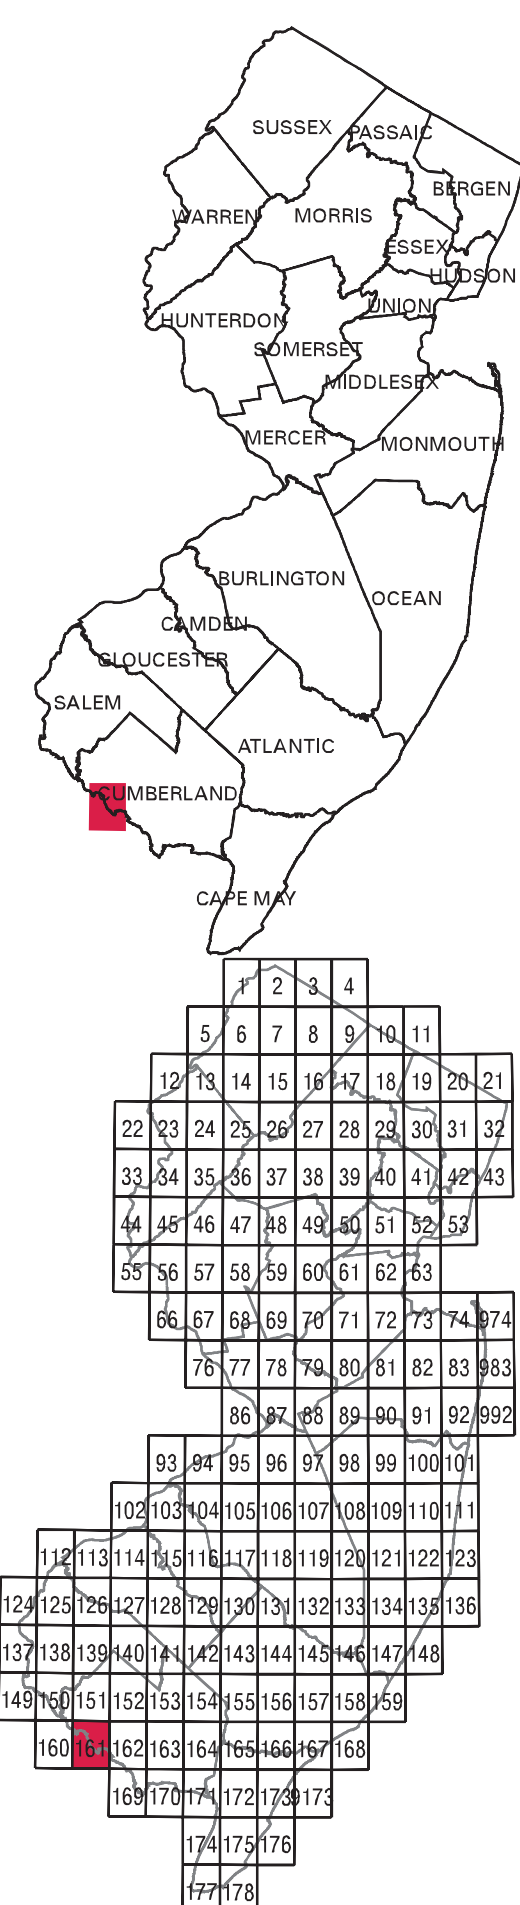 SUSSEX
PASSAIC
BERGEN
WARREN
MORRIS
ESSEX
HUDSON
UNION
HUNTERDON
SOMERSET
MIDDLESEX
MERCER
MONMOUTH
BURLINGTON
OCEAN
CAMDEN
GLOUCESTER
SALEM
ATLANTIC
CUMBERLAND
CAPE MAY
1 2 3 4
5 6 7 8 9 10 11
12 13 14 15 16 17 18 19 20 21
22 23 24 25 26 27 28 29 30 31 32
33 34 35 36 37 38 39 40 41 42 43
44 45 46 47 48 49 50 51 52 53
55 56 57 58 59 60 61 62 63
66 67 68 69 70 71 72 73 74 974
76 77 78 79 80 81 82 83 983
86 87 88 89 90 91 92 992
93 94 95 96 97 98 99 100 101
102 103 104 105 106 107 108 109 110 111
112 113 114 115 116 117 118 119 120 121 122 123
124 125 126 127 128 129 130 131 132 133 134 135 136
137 138 139 140 141 142 143 144 145 146 147 148
149 150 151 152 153 154 155 156 157 158 159
160 161 162 163 164 165 166 167 168
169 170 171 172 173 9173
174 175 176
177 178